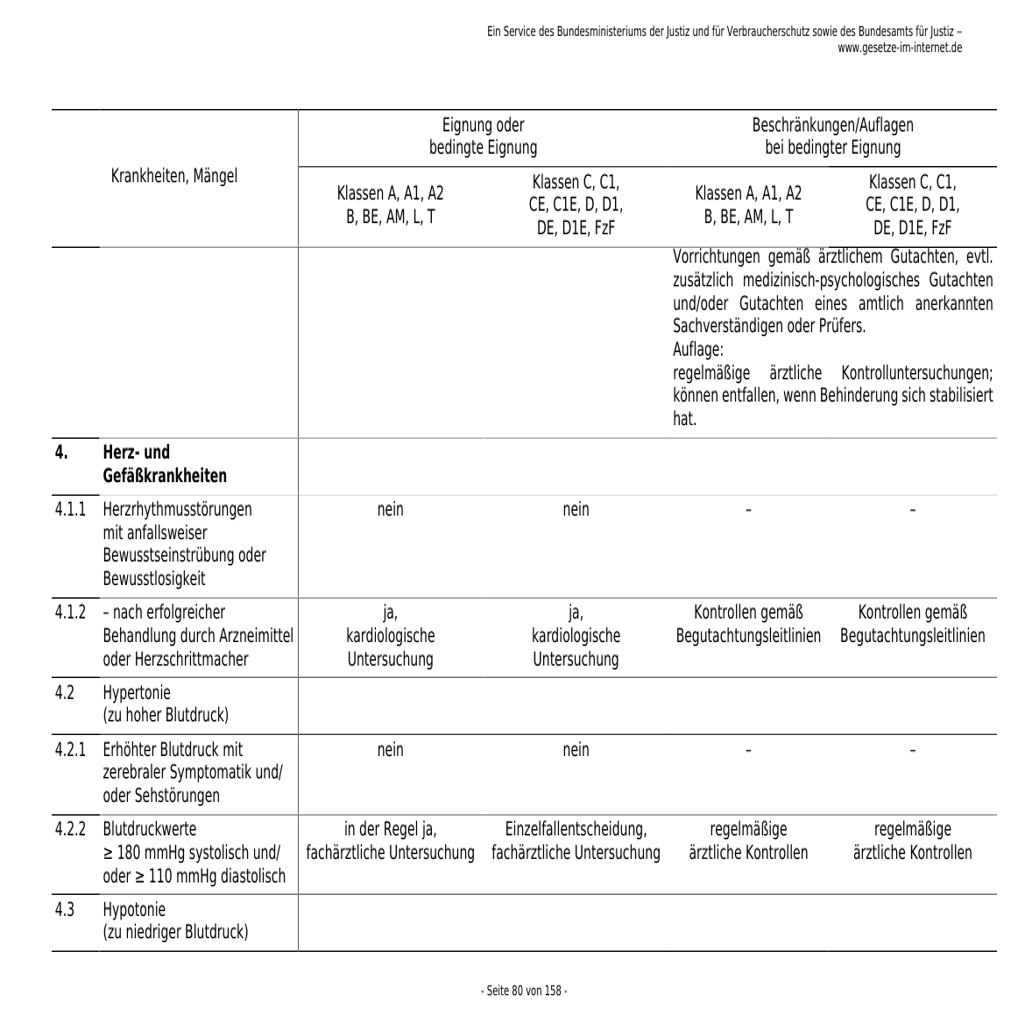 Ein Service des Bundesministeriums der Justiz und für Verbraucherschutz sowie des Bundesamts für Justiz –
www.gesetze-im-internet.de
Krankheiten, Mängel
Eignung oder
bedingte Eignung
Beschränkungen/Auflagen
bei bedingter Eignung
Klassen A, A1, A2
B, BE, AM, L, T
Klassen C, C1,
CE, C1E, D, D1,
DE, D1E, FzF
Klassen A, A1, A2
B, BE, AM, L, T
Klassen C, C1,
CE, C1E, D, D1,
DE, D1E, FzF
Vorrichtungen gemäß ärztlichem Gutachten, evtl.
zusätzlich medizinisch-psychologisches Gutachten
und/oder Gutachten eines amtlich anerkannten
Sachverständigen oder Prüfers.
Auflage:
regelmäßige ärztliche Kontrolluntersuchungen;
können entfallen, wenn Behinderung sich stabilisiert
hat.
4. Herz- und
Gefäßkrankheiten
4.1.1 Herzrhythmusstörungen
mit anfallsweiser
Bewusstseinstrübung oder
Bewusstlosigkeit
nein
nein
–
–
4.1.2 – nach erfolgreicher
Behandlung durch Arzneimittel
oder Herzschrittmacher
ja,
kardiologische
Untersuchung
ja,
kardiologische
Untersuchung
Kontrollen gemäß
Begutachtungsleitlinien
Kontrollen gemäß
Begutachtungsleitlinien
4.2 Hypertonie
(zu hoher Blutdruck)
4.2.1 Erhöhter Blutdruck mit
zerebraler Symptomatik und/
oder Sehstörungen
nein
nein
–
–
4.2.2 Blutdruckwerte
≥ 180 mmHg systolisch und/
oder ≥ 110 mmHg diastolisch
in der Regel ja,
fachärztliche Untersuchung
Einzelfallentscheidung,
fachärztliche Untersuchung
regelmäßige
ärztliche Kontrollen
regelmäßige
ärztliche Kontrollen
4.3 Hypotonie
(zu niedriger Blutdruck)
- Seite 80 von 158 -